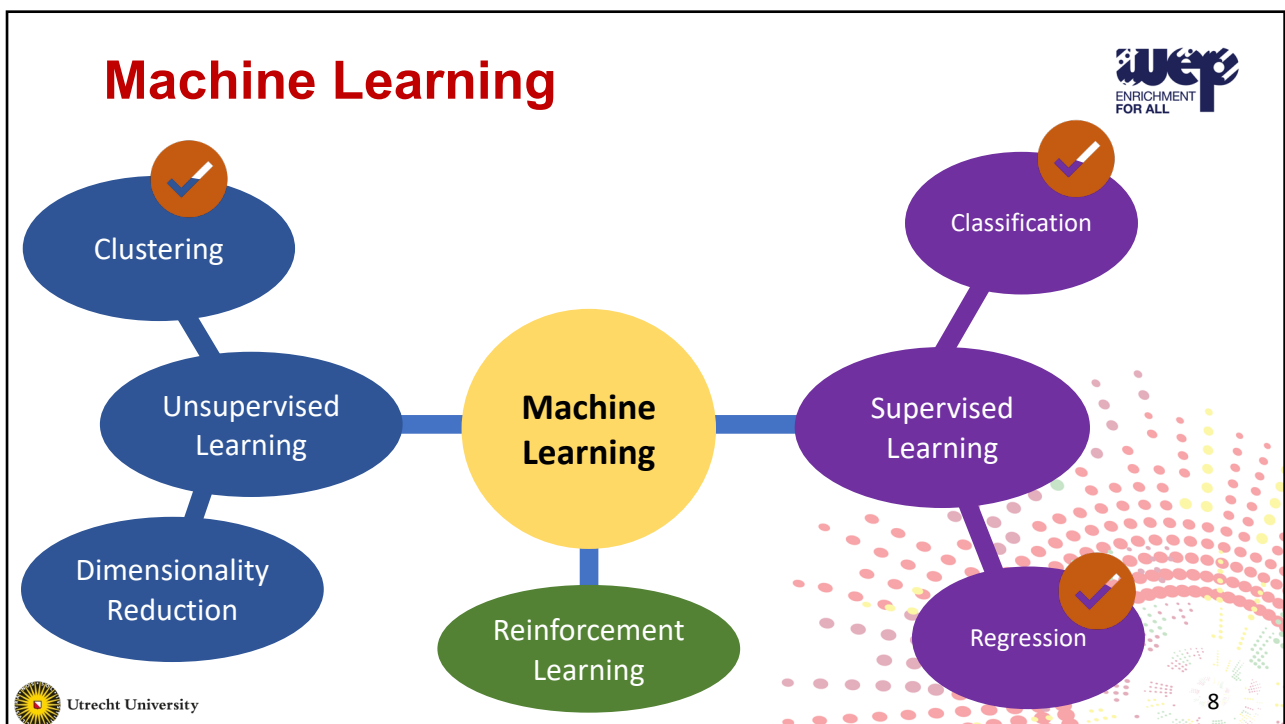 Machine Learning
iwep
ENRICHMENT
FOR ALL
Clustering
Classification
Unsupervised
Learning
Machine
Learning
Supervised
Learning
Dimensionality
Reduction
Reinforcement
Learning
Regression
Utrecht University
8